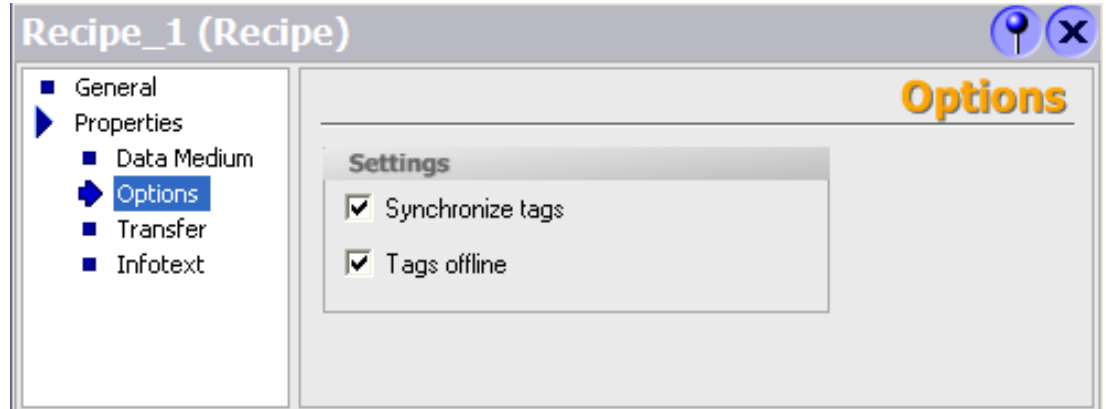 Recipe_1 (Recipe)
General
Properties
Data Medium
Options
Transfer
Infotext
Options
Settings
Synchronize tags
Tags offline